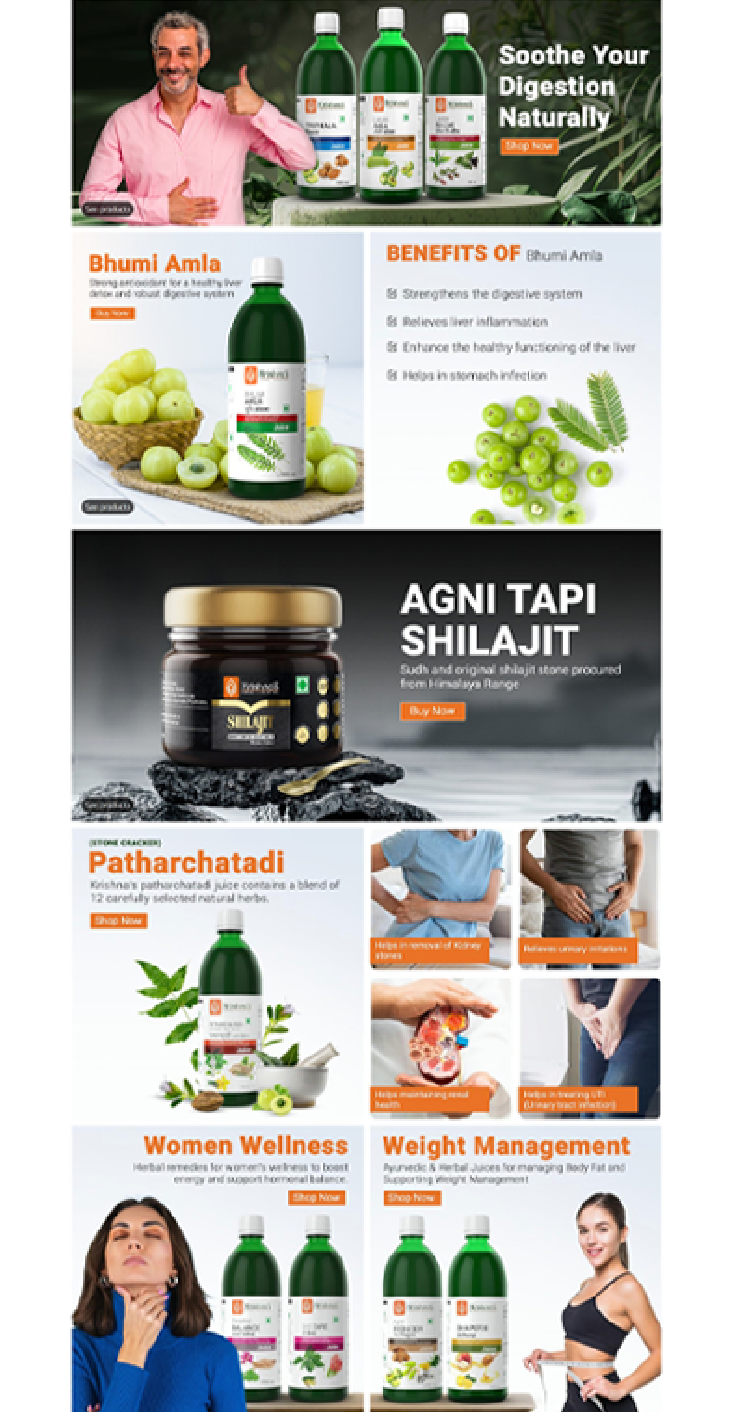 Soothe Your
Digestion
Naturally
Shop Now
See products
Bhumi Amla
Strong antioxidant for a healthy liver
detox and robust digestive system
Buy Now
AMLA
See products
BENEFITS OF Bhumi Amla
Strengthens the digestive system
Relieves liver inflammation
Enhance the healthy functioning of the liver
Helps in stomach infection
AGNI TAPI
SHILAJIT
Sudh and original shilajit stone procured
from Himalaya Range
Buy Now
SHILAJIT
See products
(STONE CRACKER)
Patharchatadi
Krishna's patharchatadi juice contains a blend of
12 carefully selected natural herbs.
Shop Now
Helps in removal of Kidney
stones
Relieves urinary irritations
Helps maintaining renal
health
Helps in treating UTI
(Urinary tract infection)
Women Wellness
Herbal remedies for women's wellness to boost
energy and support hormonal balance.
Shop Now
Weight Management
Ayurvedic & Herbal Juices for managing Body Fat and
Supporting Weight Management
Shop Now